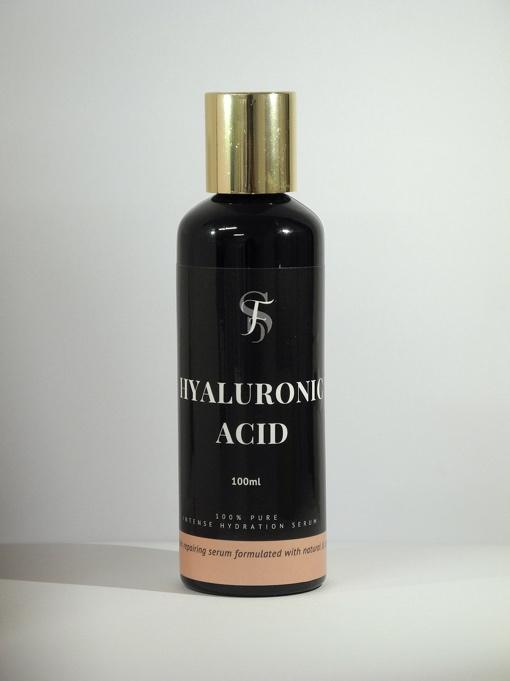 HYALURONIC
ACID
100ml
100% PURE
INTENSE HYDRATION SERUM
repairing serum formulated with natural